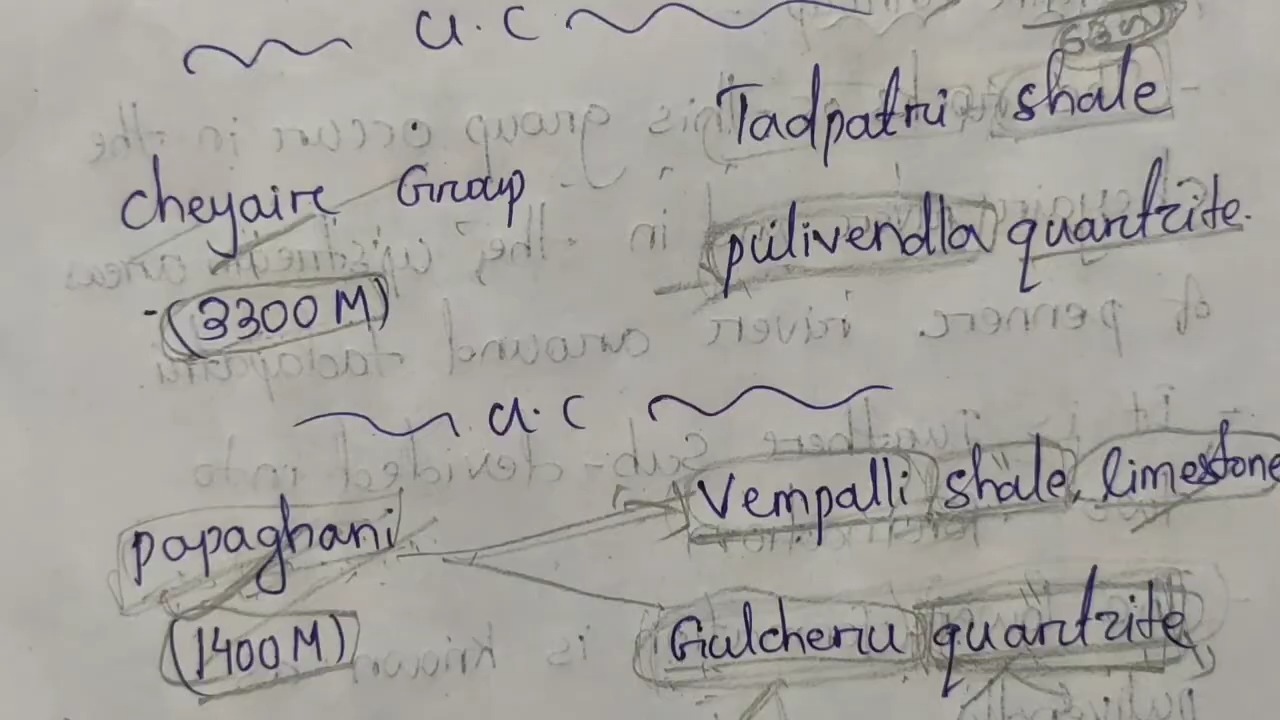 u.c
Tadpatri shale
cheyaire Group
pulivendla quartzite.
(3300 M)
u.c
Vempalli shale, limestone
papaghani
Gulcheru quartzite
(1400 M)